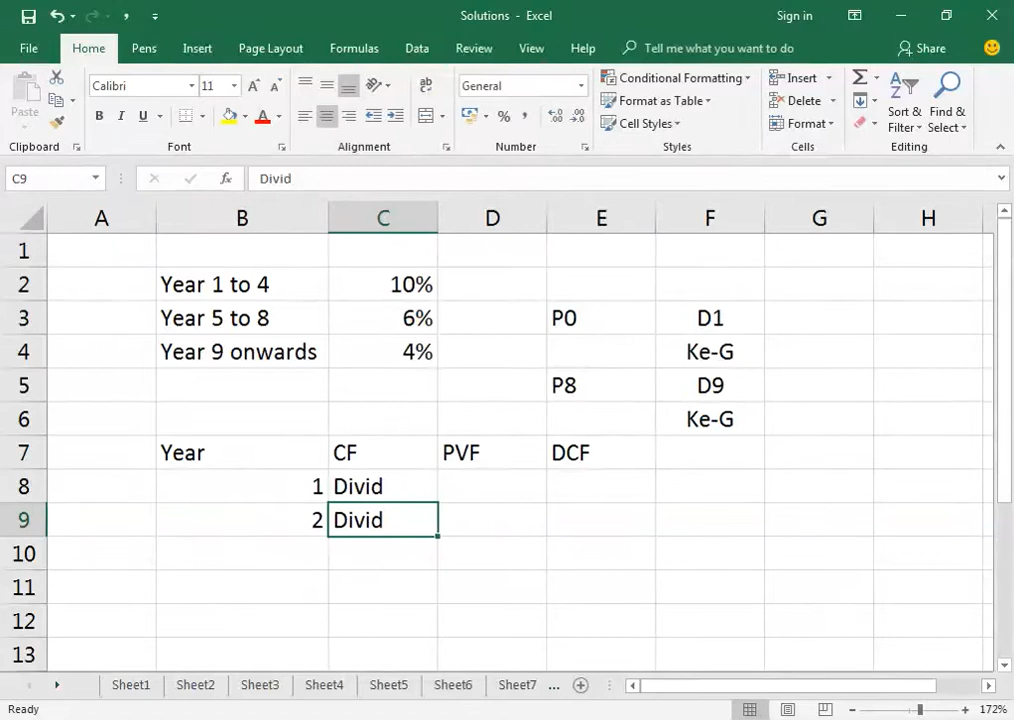 Solutions - Excel
Sign in
File Home Pens Insert Page Layout Formulas Data Review View Help Tell me what you want to do Share
Paste
Calibri 11
B I U
A A
ab
General
% ,
Conditional Formatting
Format as Table
Cell Styles
Insert
Delete
Format
Sort & Filter
Find & Select
Clipboard Font Alignment Number Styles Cells Editing
C9 fx Divid
A B C D E F G H
1
2 Year 1 to 4 10%
3 Year 5 to 8 6% P0 D1
4 Year 9 onwards 4% Ke-G
5 P8 D9
6 Ke-G
7 Year CF PVF DCF
8 1 Divid
9 2 Divid
10
11
12
13
Sheet1 Sheet2 Sheet3 Sheet4 Sheet5 Sheet6 Sheet7 ...
Ready 172%